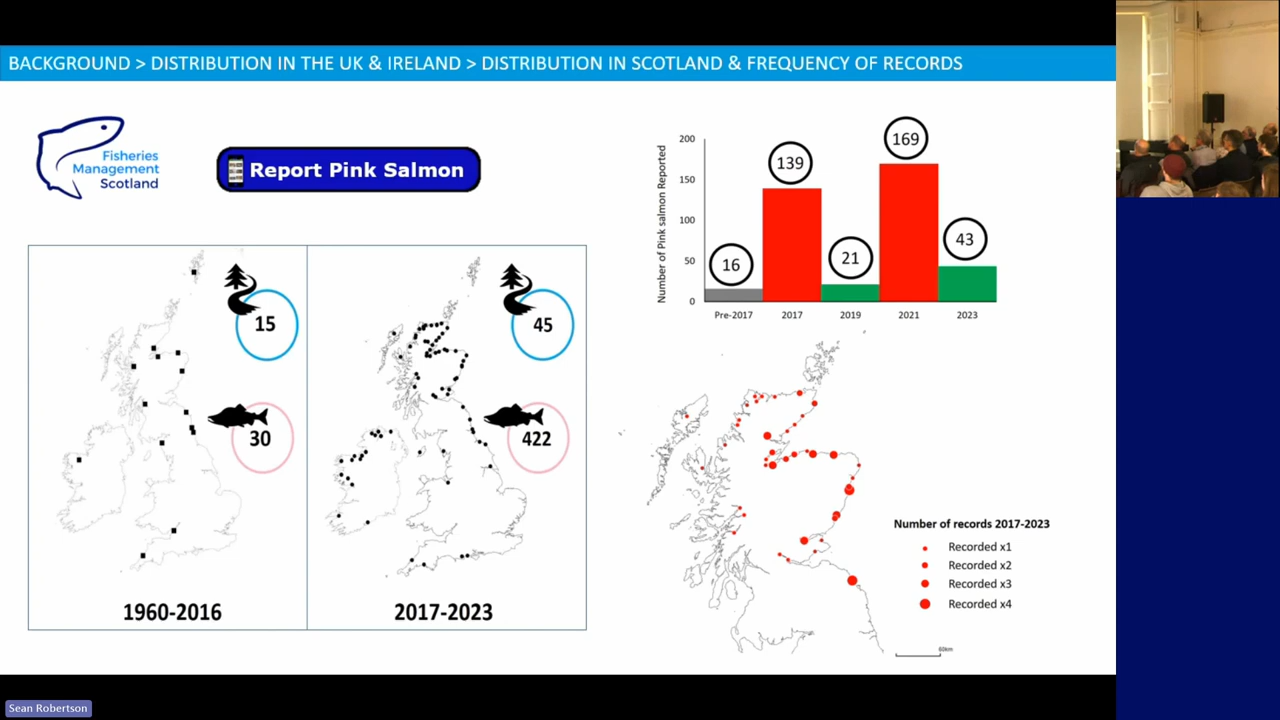 BACKGROUND > DISTRIBUTION IN THE UK & IRELAND > DISTRIBUTION IN SCOTLAND & FREQUENCY OF RECORDS
Fisheries
Management
Scotland
Report Pink Salmon
15
30
1960-2016
45
422
2017-2023
Number of Pink salmon Reported
200
150
100
50
0
16
139
21
169
43
Pre-2017
2017
2019
2021
2023
Number of records 2017-2023
Recorded x1
Recorded x2
Recorded x3
Recorded x4
60km
Sean Robertson